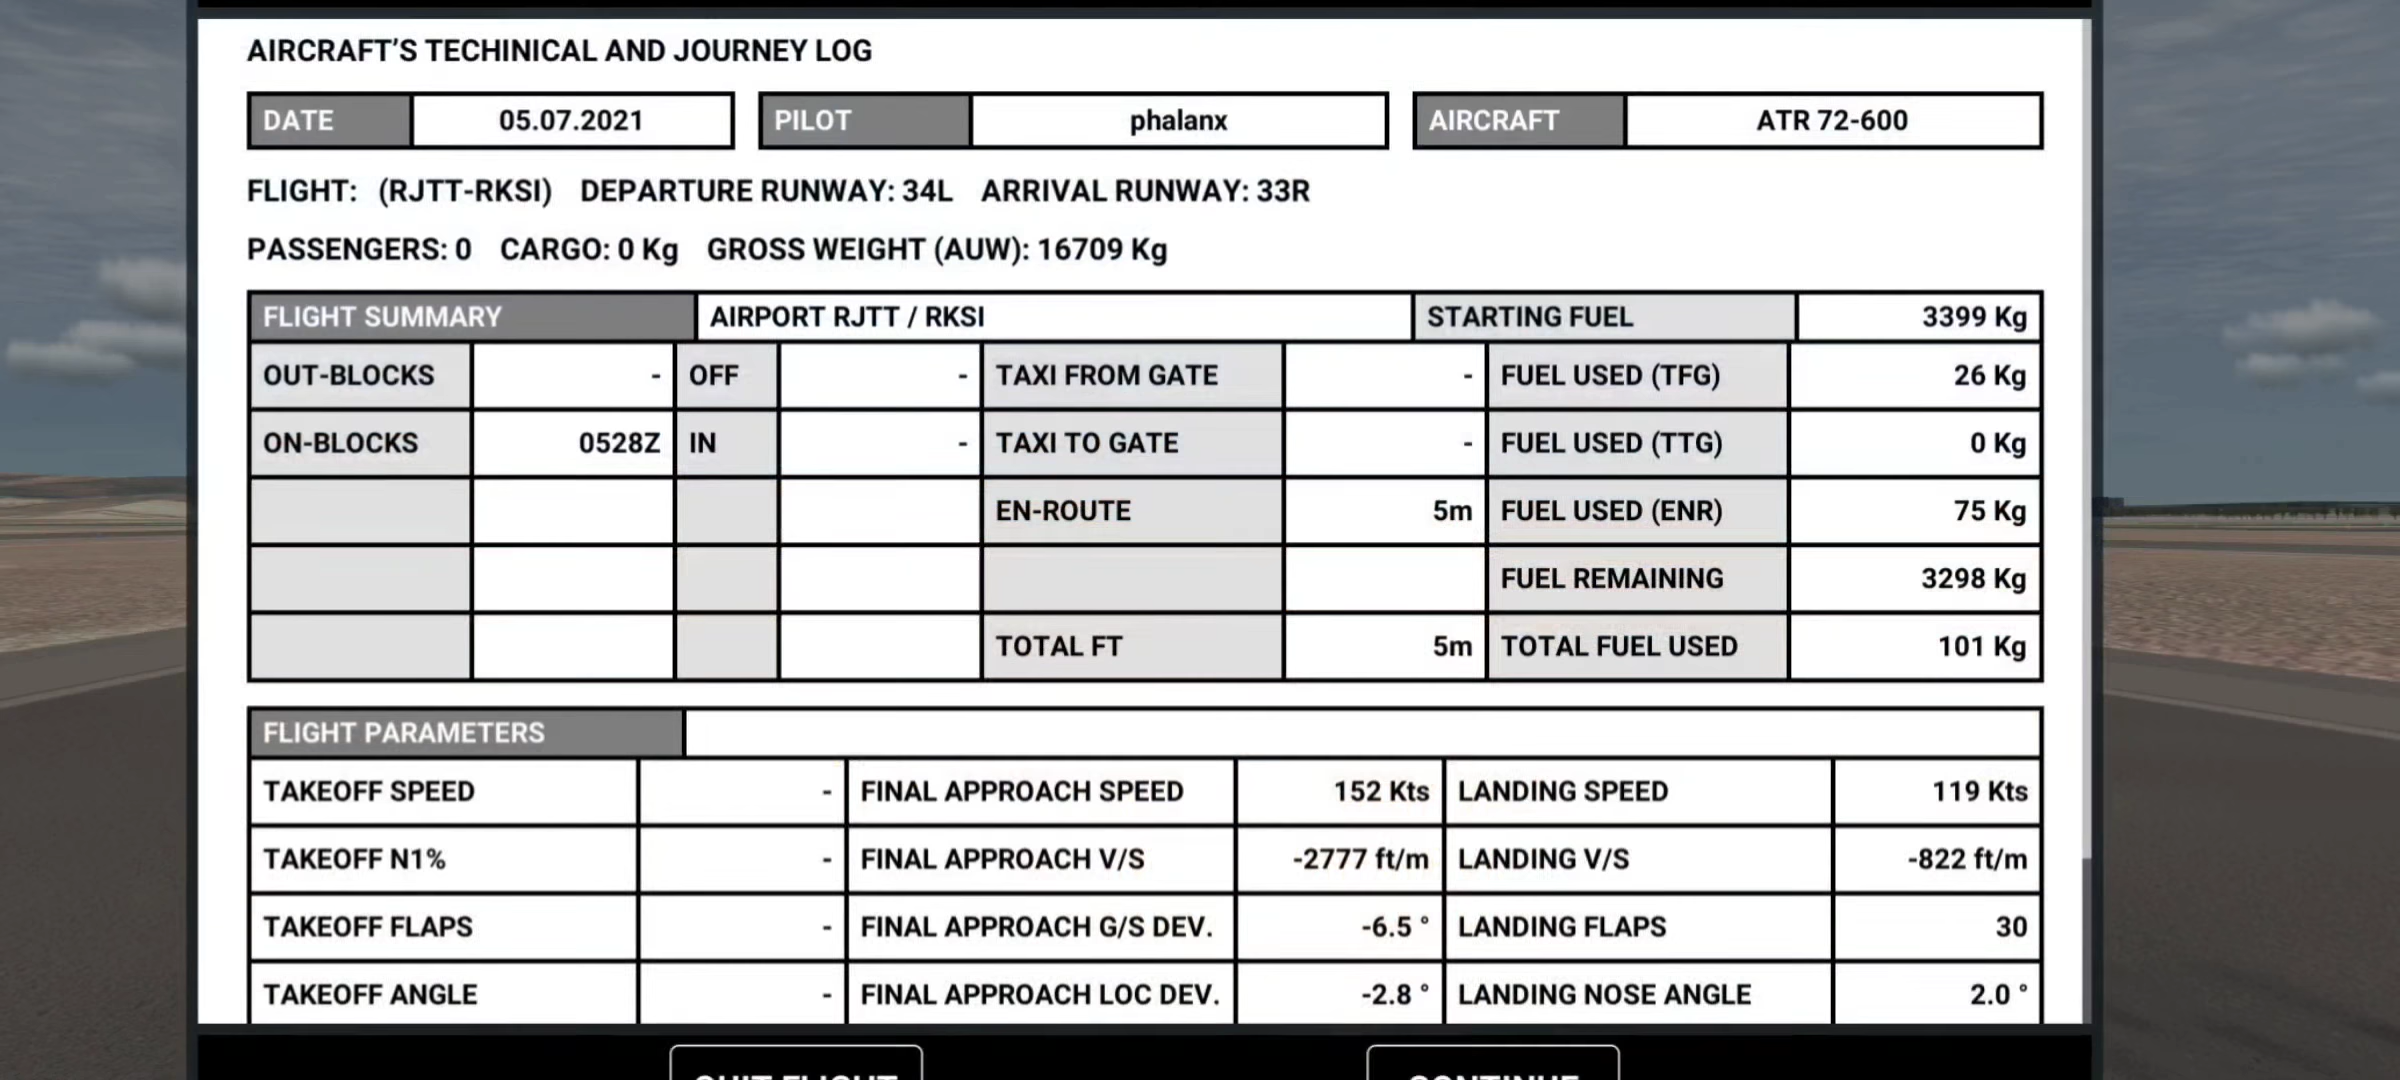 AIRCRAFT'S TECHINICAL AND JOURNEY LOG
DATE 05.07.2021 PILOT phalanx AIRCRAFT ATR 72-600
FLIGHT: (RJTT-RKSI) DEPARTURE RUNWAY: 34L ARRIVAL RUNWAY: 33R
PASSENGERS: 0 CARGO: 0 Kg GROSS WEIGHT (AUW): 16709 Kg
FLIGHT SUMMARY AIRPORT RJTT / RKSI STARTING FUEL 3399 Kg
OUT-BLOCKS - OFF - TAXI FROM GATE - FUEL USED (TFG) 26 Kg
ON-BLOCKS 0528Z IN - TAXI TO GATE - FUEL USED (TTG) 0 Kg
EN-ROUTE 5m FUEL USED (ENR) 75 Kg
FUEL REMAINING 3298 Kg
TOTAL FT 5m TOTAL FUEL USED 101 Kg
FLIGHT PARAMETERS
TAKEOFF SPEED - FINAL APPROACH SPEED 152 Kts LANDING SPEED 119 Kts
TAKEOFF N1% - FINAL APPROACH V/S -2777 ft/m LANDING V/S -822 ft/m
TAKEOFF FLAPS - FINAL APPROACH G/S DEV. -6.5 ° LANDING FLAPS 30
TAKEOFF ANGLE - FINAL APPROACH LOC DEV. -2.8 ° LANDING NOSE ANGLE 2.0 °
QUIT FLIGHT CONTINUE